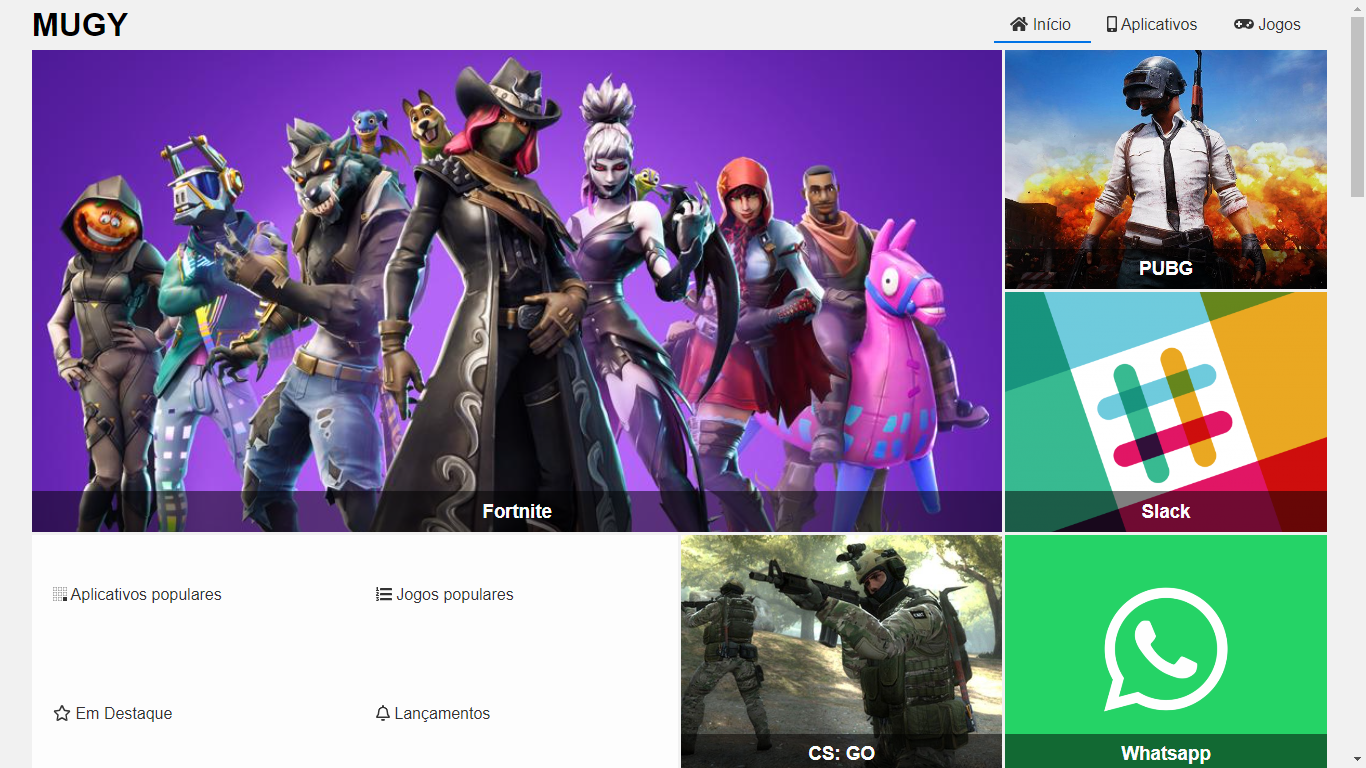 MUGY
Início
Aplicativos
Jogos
PUBG
Fortnite
Slack
Aplicativos populares
Jogos populares
Em Destaque
Lançamentos
CS: GO
Whatsapp